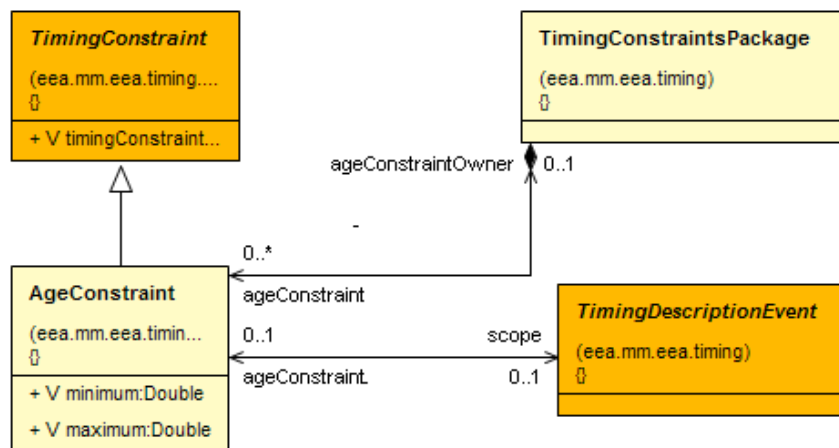 TimingConstraint
(eea.mm.eea.timing....
{}
+ V timingConstraint...
TimingConstraintsPackage
(eea.mm.eea.timing)
{}
ageConstraintOwner
0..1
-
0..*
ageConstraint
AgeConstraint
(eea.mm.eea.timin...
{}
+ V minimum:Double
+ V maximum:Double
0..1
scope
ageConstraint.
0..1
TimingDescriptionEvent
(eea.mm.eea.timing)
{}